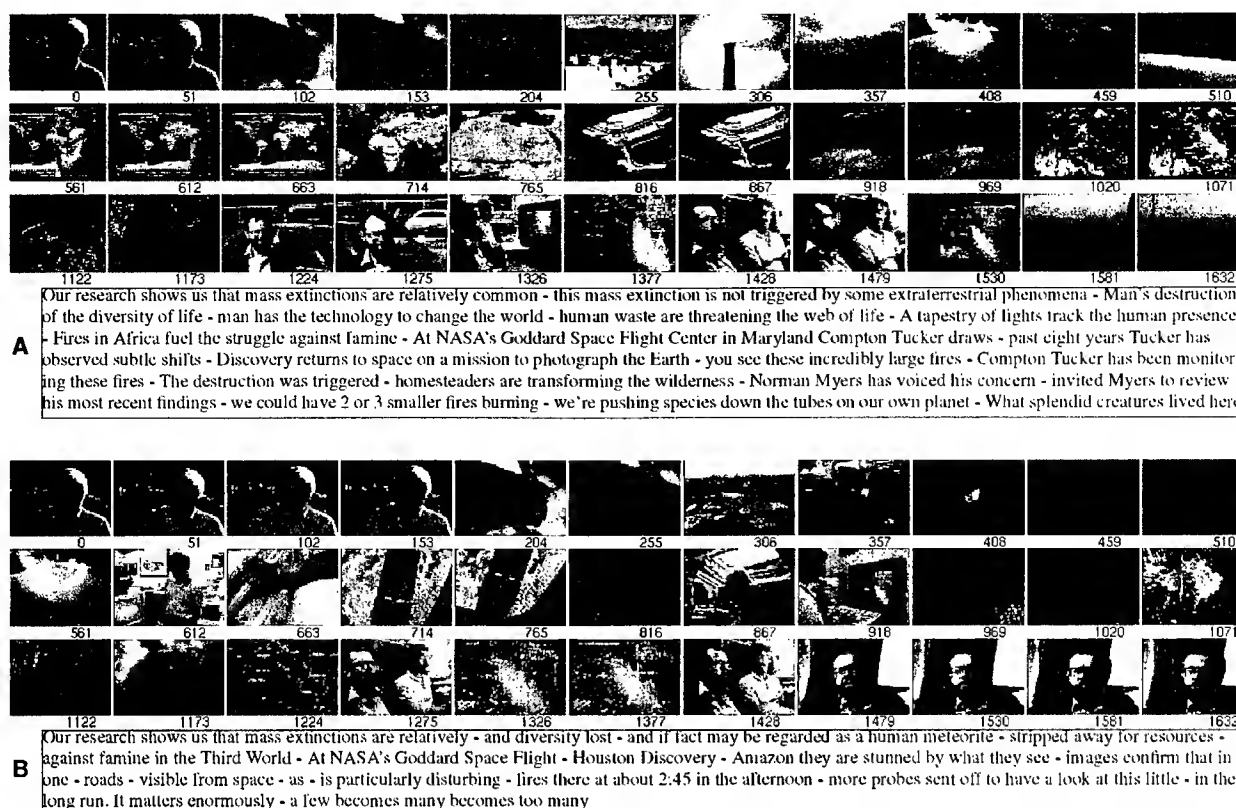 0 51 102 153 204 255 306 357 408 459 510
561 612 663 714 765 816 867 918 969 1020 1071
1122 1173 1224 1275 1326 1377 1428 1479 1530 1581 1632
A
Our research shows us that mass extinctions are relatively common - this mass extinction is not triggered by some extraterrestrial phenomena - Man's destruction
of the diversity of life - man has the technology to change the world - human waste are threatening the web of life - A tapestry of lights track the human presence
- Fires in Africa fuel the struggle against famine - At NASA's Goddard Space Flight Center in Maryland Compton Tucker draws - past eight years Tucker has
observed subtle shifts - Discovery returns to space on a mission to photograph the Earth - you see these incredibly large fires - Compton Tucker has been monitor
ing these fires - The destruction was triggered - homesteaders are transforming the wilderness - Norman Myers has voiced his concern - invited Myers to review
his most recent findings - we could have 2 or 3 smaller fires burning - we're pushing species down the tubes on our own planet - What splendid creatures lived here
0 51 102 153 204 255 306 357 408 459 510
561 612 663 714 765 816 867 918 969 1020 1071
1122 1173 1224 1275 1326 1377 1428 1479 1530 1581 1633
B
Our research shows us that mass extinctions are relatively - and diversity lost - and if fact may be regarded as a human meteorite - stripped away for resources -
against famine in the Third World - At NASA's Goddard Space Flight - Houston Discovery - Amazon they are stunned by what they see - images confirm that in
one - roads - visible from space - as - is particularly disturbing - fires there at about 2:45 in the afternoon - more probes sent off to have a look at this little - in the
long run. It matters enormously - a few becomes many becomes too many